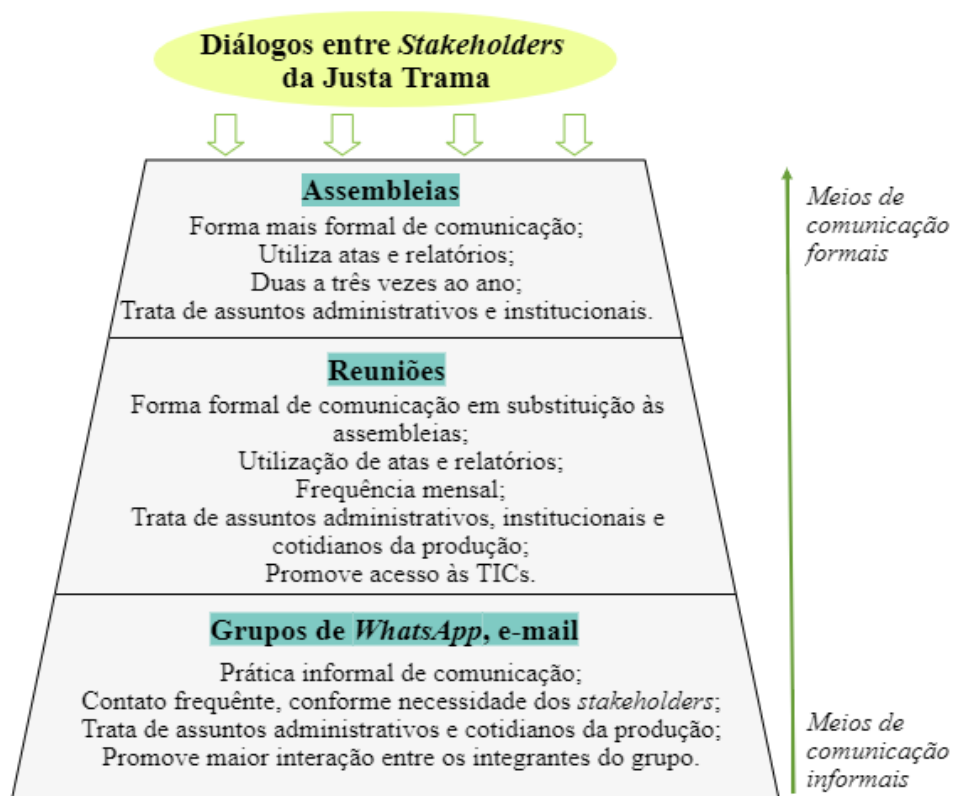 Diálogos entre Stakeholders
da Justa Trama
Assembleias
Forma mais formal de comunicação;
Utiliza atas e relatórios;
Duas a três vezes ao ano;
Trata de assuntos administrativos e institucionais.
Meios de
comunicação
formais
Reuniões
Forma formal de comunicação em substituição às
assembleias;
Utilização de atas e relatórios;
Frequência mensal;
Trata de assuntos administrativos, institucionais e
cotidianos da produção;
Promove acesso às TICs.
Grupos de WhatsApp, e-mail
Prática informal de comunicação;
Contato frequênte, conforme necessidade dos stakeholders;
Trata de assuntos administrativos e cotidianos da produção;
Promove maior interação entre os integrantes do grupo.
Meios de
comunicação
informais